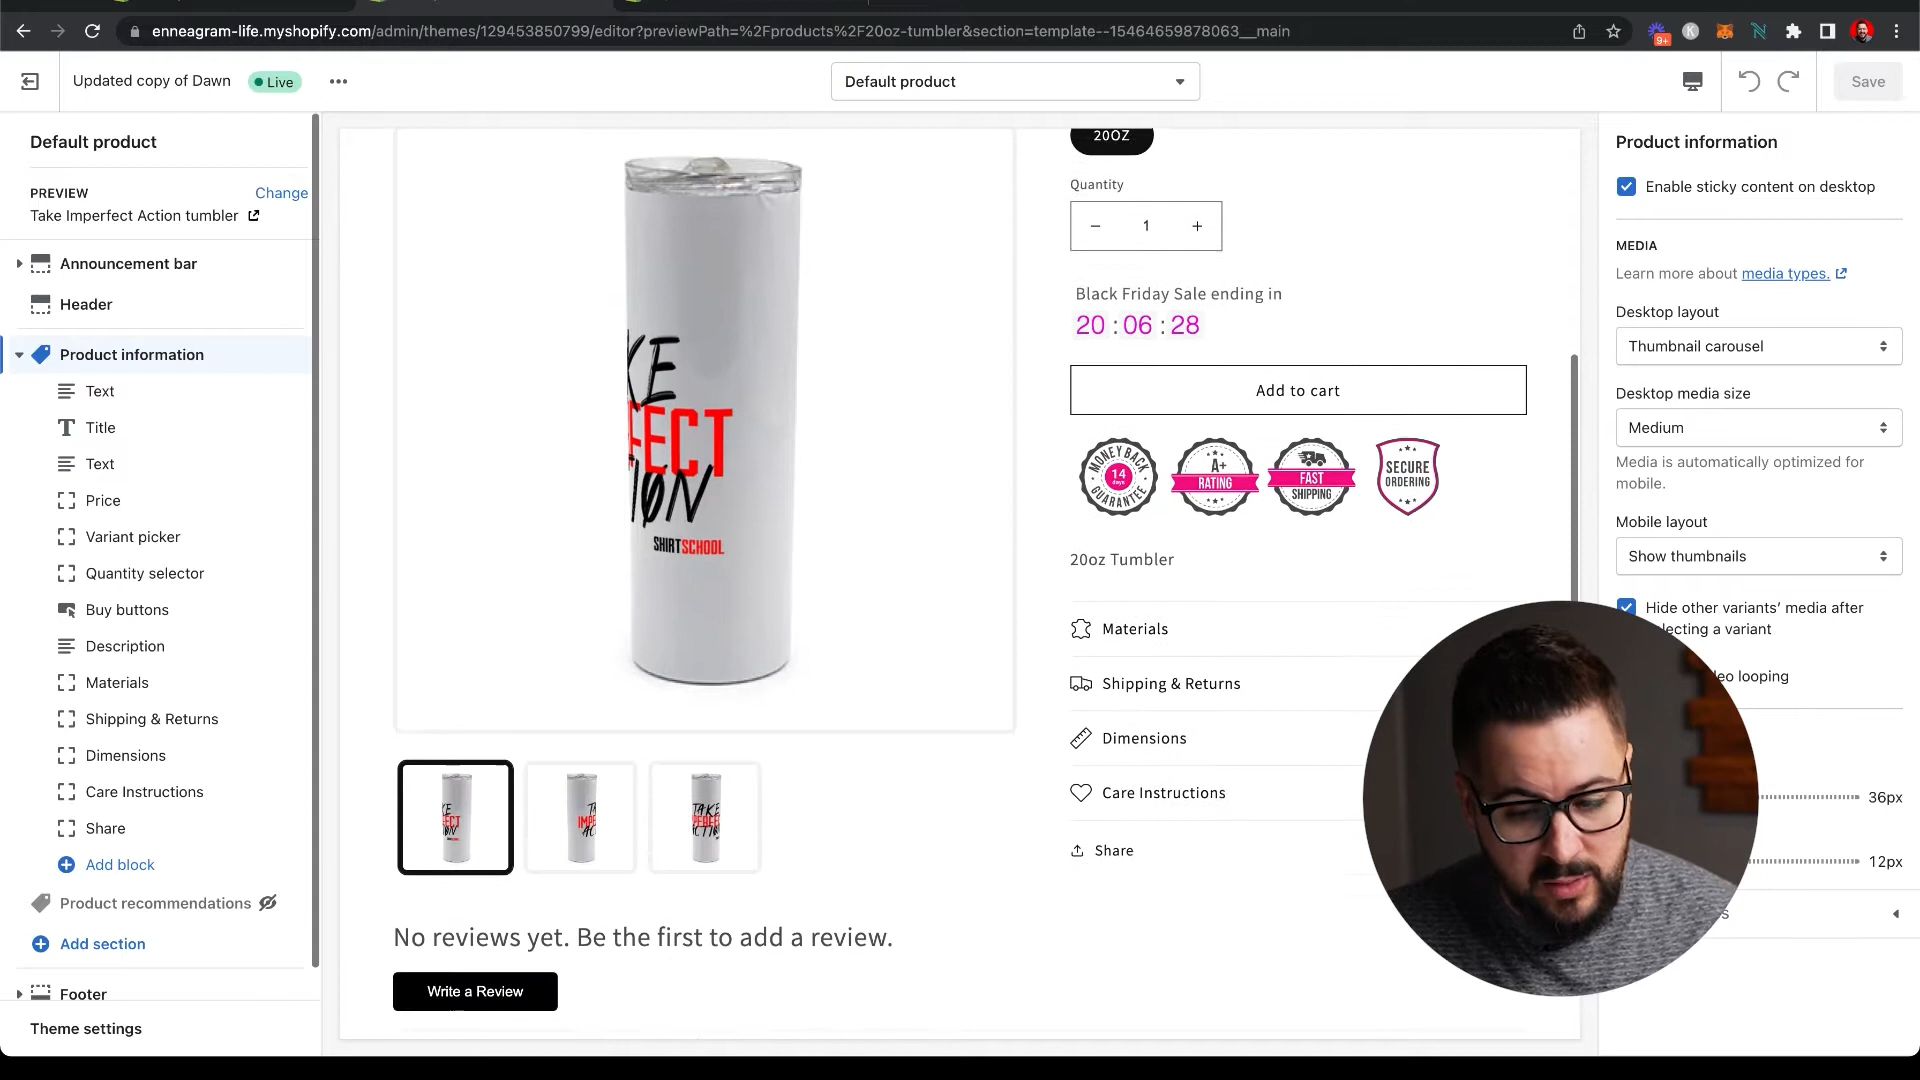 enneagram-life.myshopify.com/admin/themes/129453850799/editor?previewPath=%2Fproducts%2F20oz-tumbler&section=template--15464659878063__main
9+
K
Updated copy of Dawn
Live
Default product
Save
Default product
PREVIEW
Change
Take Imperfect Action tumbler
Announcement bar
Header
Product information
Text
Title
Text
Price
Variant picker
Quantity selector
Buy buttons
Description
Materials
Shipping & Returns
Dimensions
Care Instructions
Share
Add block
Product recommendations
Add section
Footer
Theme settings
SHIRTSCHOOL
No reviews yet. Be the first to add a review.
Write a Review
20OZ
Quantity
− 1 +
Black Friday Sale ending in
20 : 06 : 28
Add to cart
MONEY BACK
14
days
GUARANTEE
A+
RATING
FAST
SHIPPING
SECURE
ORDERING
20oz Tumbler
Materials
Shipping & Returns
Dimensions
Care Instructions
Share
Product information
Enable sticky content on desktop
MEDIA
Learn more about media types.
Desktop layout
Thumbnail carousel
Desktop media size
Medium
Media is automatically optimized for
mobile.
Mobile layout
Show thumbnails
Hide other variants' media after
a variant
looping
36px
12px